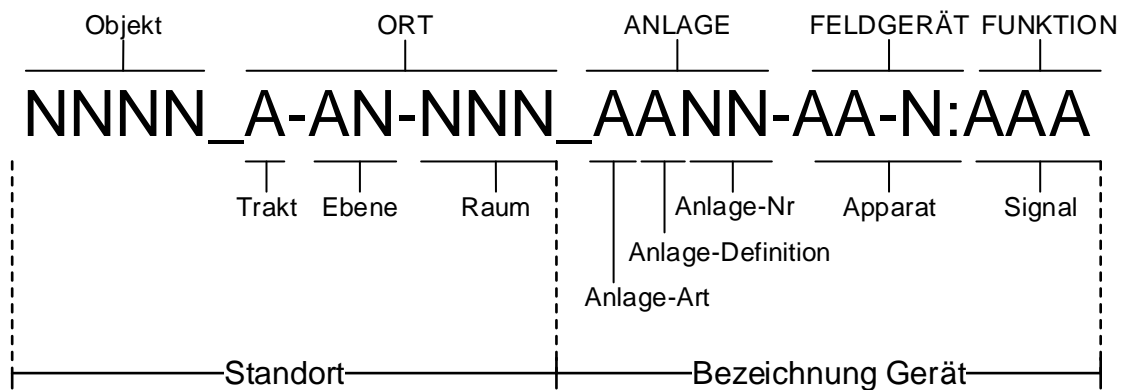 Objekt ORT ANLAGE FELDGERÄT FUNKTION
NNNN_A-AN-NNN_AANN-AA-N:AAA
Trakt Ebene Raum Anlage-Nr Apparat Signal
Anlage-Definition
Anlage-Art
Standort Bezeichnung Gerät